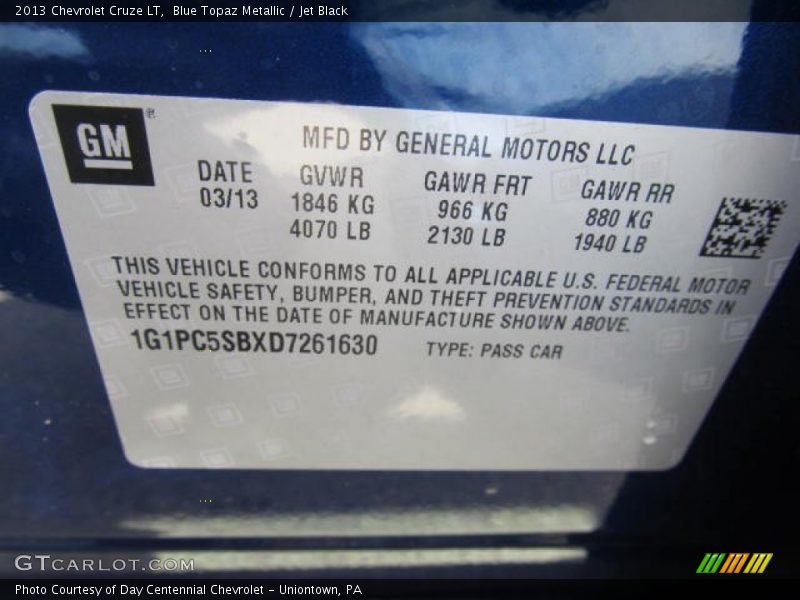 2013 Chevrolet Cruze LT,  Blue Topaz Metallic / Jet Black
GM ®
MFD BY GENERAL MOTORS LLC
DATE GVWR GAWR FRT GAWR RR
03/13 1846 KG 966 KG 880 KG
4070 LB 2130 LB 1940 LB
THIS VEHICLE CONFORMS TO ALL APPLICABLE U.S. FEDERAL MOTOR
VEHICLE SAFETY, BUMPER, AND THEFT PREVENTION STANDARDS IN
EFFECT ON THE DATE OF MANUFACTURE SHOWN ABOVE.
1G1PC5SBXD7261630 TYPE: PASS CAR
GTCARLOT.COM
Photo Courtesy of Day Centennial Chevrolet – Uniontown, PA